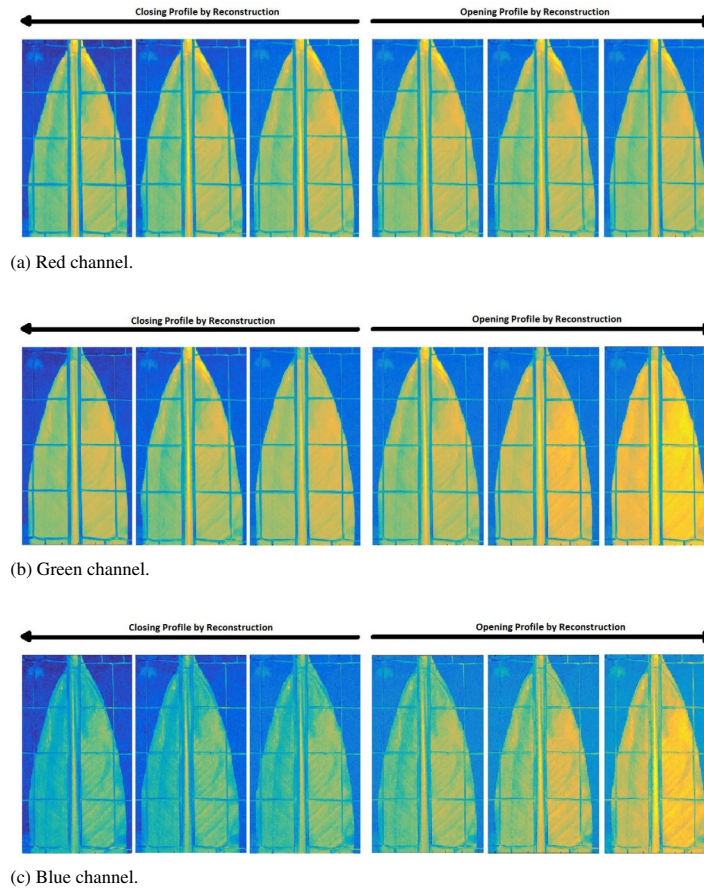 Closing Profile by Reconstruction
Opening Profile by Reconstruction
(a) Red channel.
Closing Profile by Reconstruction
Opening Profile by Reconstruction
(b) Green channel.
Closing Profile by Reconstruction
Opening Profile by Reconstruction
(c) Blue channel.